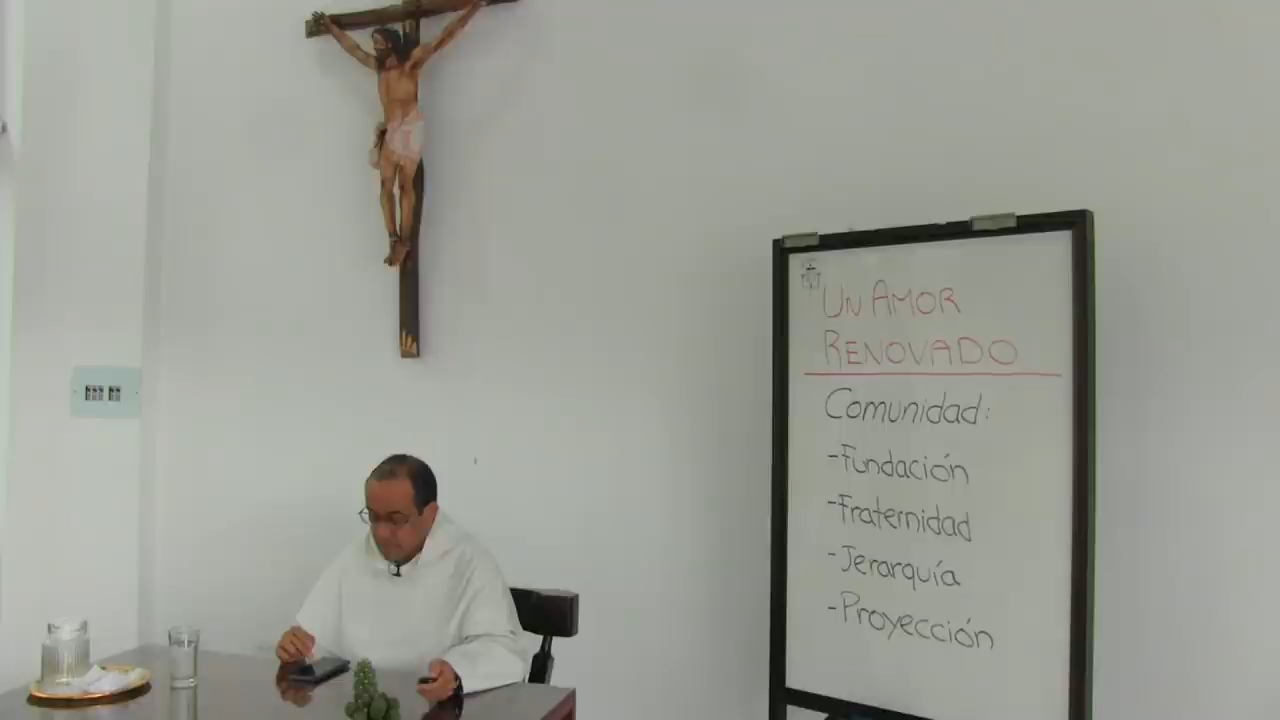 UN AMOR
RENOVADO
Comunidad:
-Fundación
-Fraternidad
-Jerarquía
-Proyección